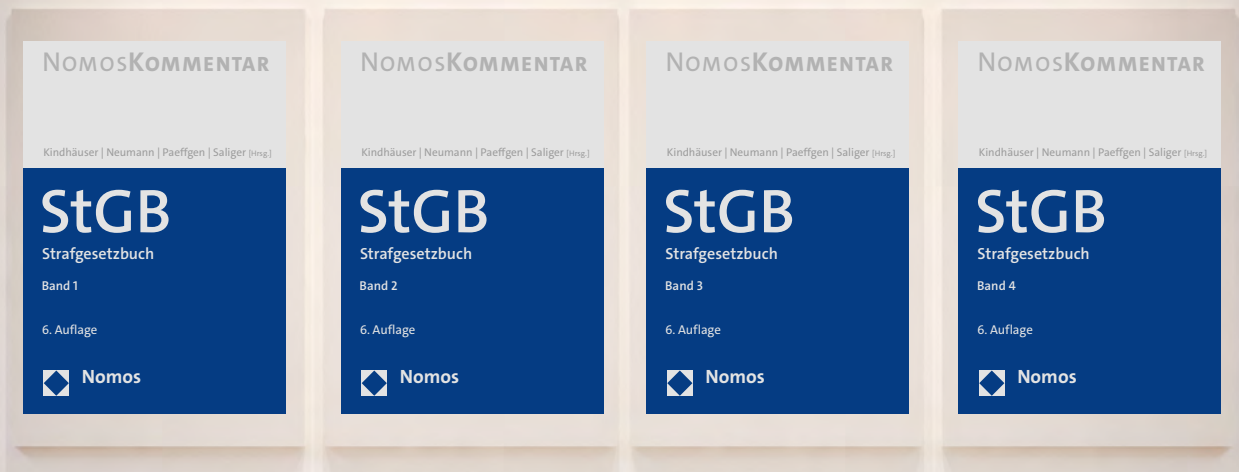 NomosKommentar
Kindhäuser | Neumann | Paeffgen | Saliger [Hrsg.]
StGB
Strafgesetzbuch
Band 1
6. Auflage
Nomos
NomosKommentar
Kindhäuser | Neumann | Paeffgen | Saliger [Hrsg.]
StGB
Strafgesetzbuch
Band 2
6. Auflage
Nomos
NomosKommentar
Kindhäuser | Neumann | Paeffgen | Saliger [Hrsg.]
StGB
Strafgesetzbuch
Band 3
6. Auflage
Nomos
NomosKommentar
Kindhäuser | Neumann | Paeffgen | Saliger [Hrsg.]
StGB
Strafgesetzbuch
Band 4
6. Auflage
Nomos